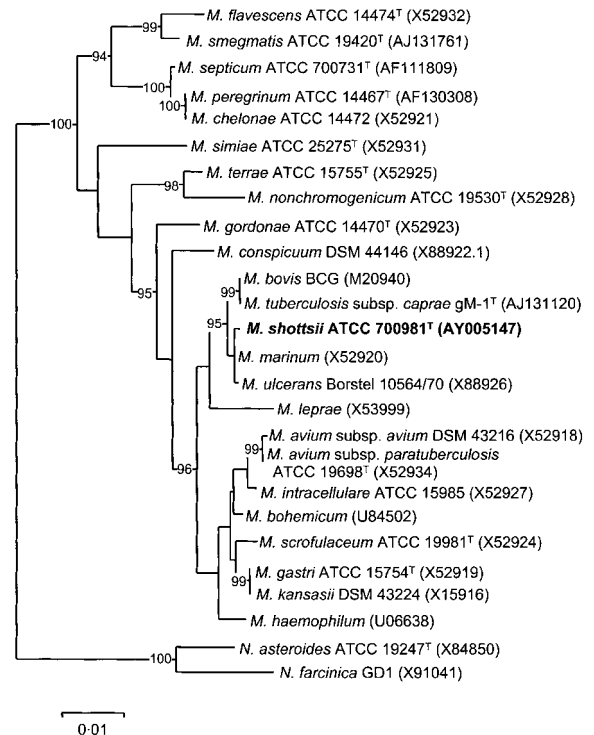 M. flavescens ATCC 14474ᵀ (X52932)
99
M. smegmatis ATCC 19420ᵀ (AJ131761)
94
M. septicum ATCC 700731ᵀ (AF111809)
100
M. peregrinum ATCC 14467ᵀ (AF130308)
100
M. chelonae ATCC 14472 (X52921)
100
M. simiae ATCC 25275ᵀ (X52931)
M. terrae ATCC 15755ᵀ (X52925)
98
M. nonchromogenicum ATCC 19530ᵀ (X52928)
M. gordonae ATCC 14470ᵀ (X52923)
M. conspicuum DSM 44146 (X88922.1)
M. bovis BCG (M20940)
99
95
M. tuberculosis subsp. caprae gM-1ᵀ (AJ131120)
95
M. shottsii ATCC 700981ᵀ (AY005147)
M. marinum (X52920)
M. ulcerans Borstel 10564/70 (X88926)
M. leprae (X53999)
M. avium subsp. avium DSM 43216 (X52918)
99
M. avium subsp. paratuberculosis
96
ATCC 19698ᵀ (X52934)
M. intracellulare ATCC 15985 (X52927)
M. bohemicum (U84502)
M. scrofulaceum ATCC 19981ᵀ (X52924)
M. gastri ATCC 15754ᵀ (X52919)
99
M. kansasii DSM 43224 (X15916)
M. haemophilum (U06638)
N. asteroides ATCC 19247ᵀ (X84850)
100
N. farcinica GD1 (X91041)
0·01